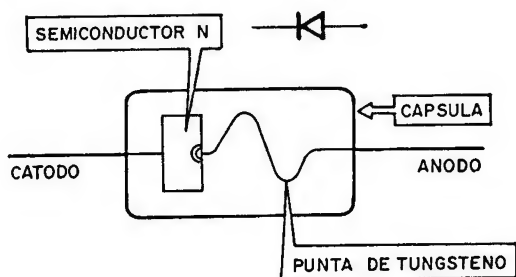 SEMICONDUCTOR N
CAPSULA
CATODO
ANODO
PUNTA DE TUNGSTENO